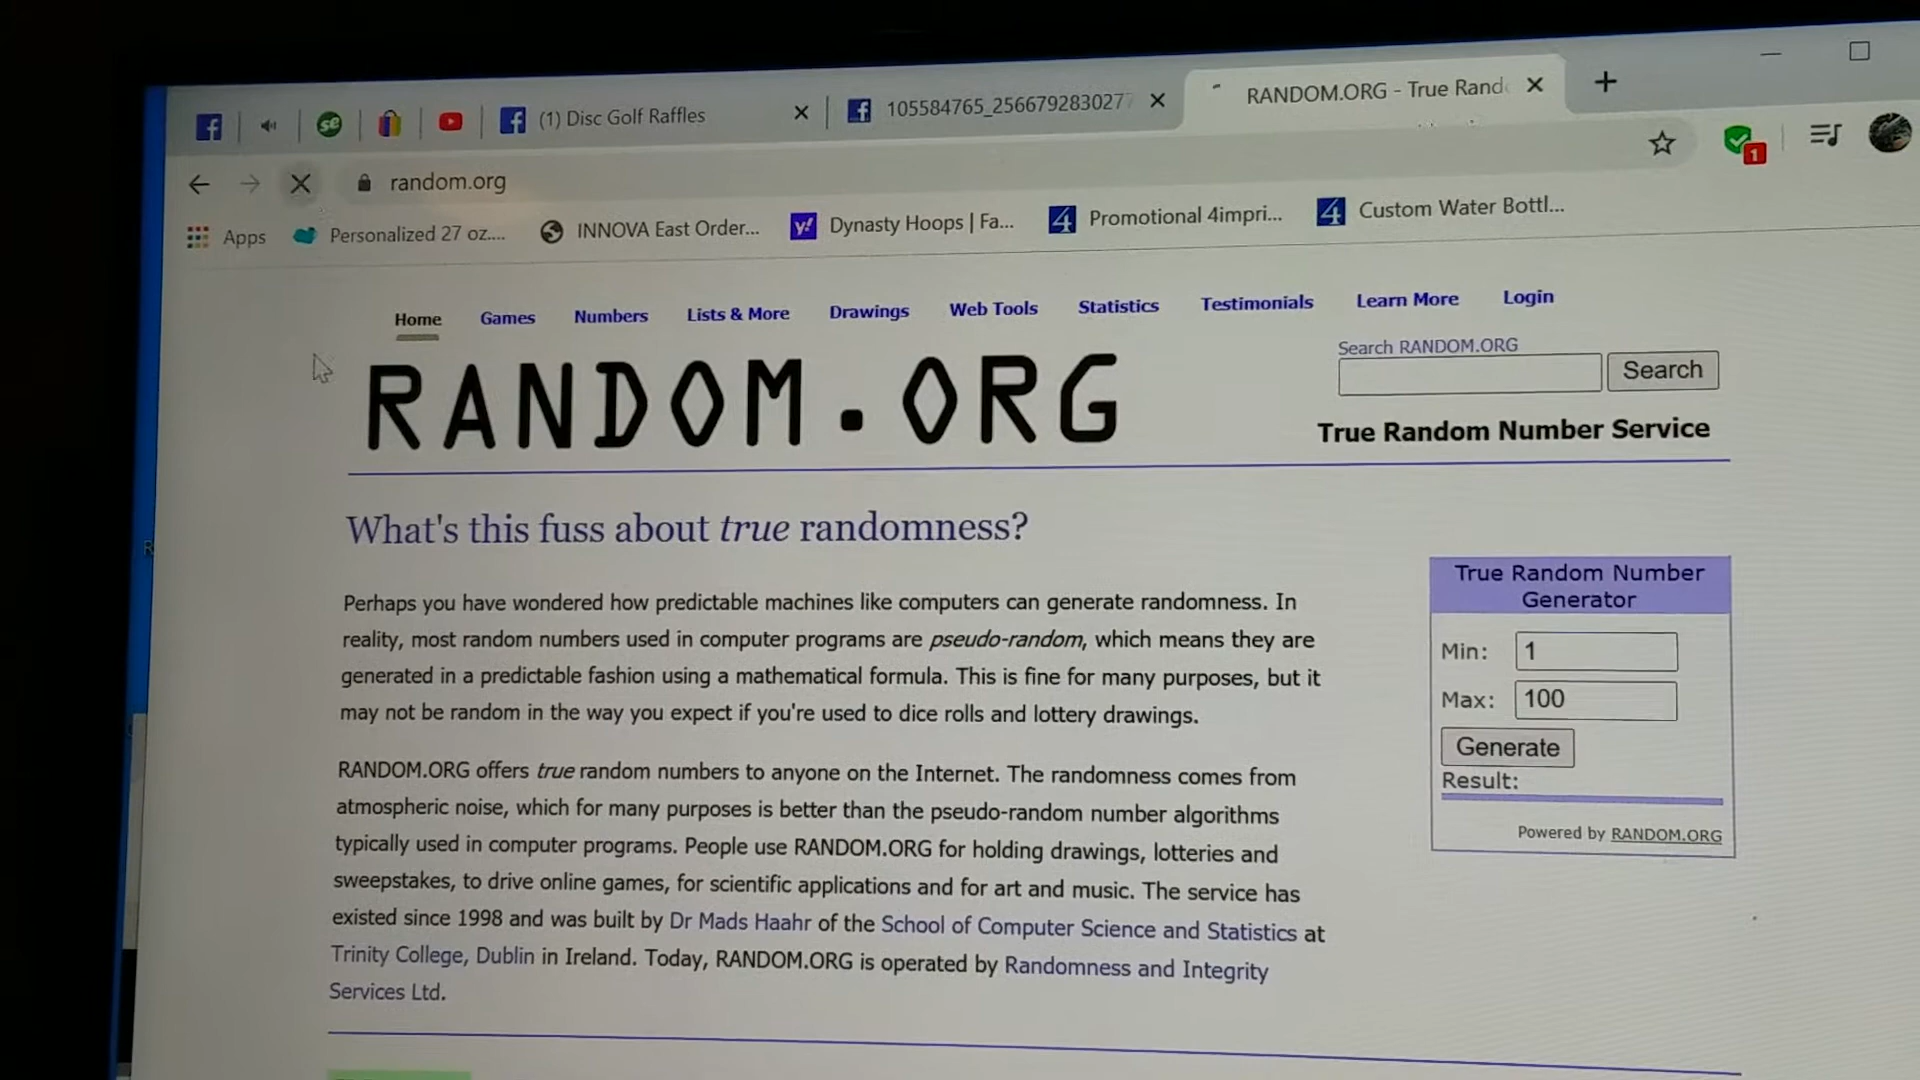 (1) Disc Golf Raffles
105584765_256679283027
RANDOM.ORG - True Rand
random.org
1
Apps
Personalized 27 oz....
INNOVA East Order...
Dynasty Hoops | Fa...
Promotional 4impri...
Custom Water Bottl...
Home Games Numbers Lists & More Drawings Web Tools Statistics Testimonials Learn More Login
RANDOM.ORG
Search RANDOM.ORG
Search
True Random Number Service
What's this fuss about true randomness?
Perhaps you have wondered how predictable machines like computers can generate randomness. In
reality, most random numbers used in computer programs are pseudo-random, which means they are
generated in a predictable fashion using a mathematical formula. This is fine for many purposes, but it
may not be random in the way you expect if you're used to dice rolls and lottery drawings.
RANDOM.ORG offers true random numbers to anyone on the Internet. The randomness comes from
atmospheric noise, which for many purposes is better than the pseudo-random number algorithms
typically used in computer programs. People use RANDOM.ORG for holding drawings, lotteries and
sweepstakes, to drive online games, for scientific applications and for art and music. The service has
existed since 1998 and was built by Dr Mads Haahr of the School of Computer Science and Statistics at
Trinity College, Dublin in Ireland. Today, RANDOM.ORG is operated by Randomness and Integrity
Services Ltd.
True Random Number
Generator
Min: 1
Max: 100
Generate
Result:
Powered by RANDOM.ORG